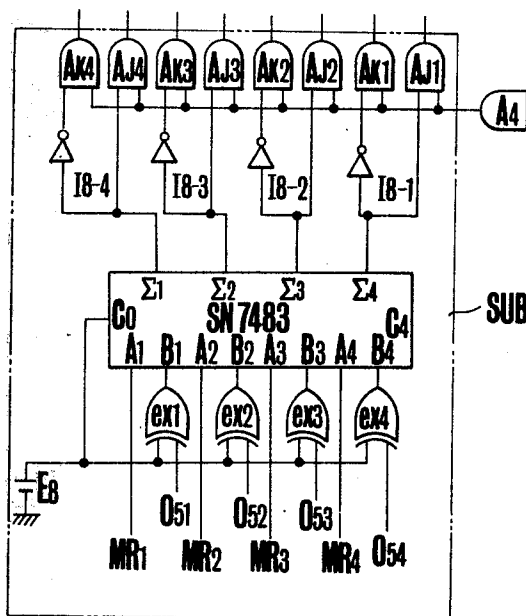 AK4 AJ4 AK3 AJ3 AK2 AJ2 AK1 AJ1
A4
I8-4 I8-3 I8-2 I8-1
Σ1 Σ2 Σ3 Σ4
C0 SN7483 C4
SUB
A1 B1 A2 B2 A3 B3 A4 B4
ex1 ex2 ex3 ex4
E8
O51 O52 O53 O54
MR1 MR2 MR3 MR4